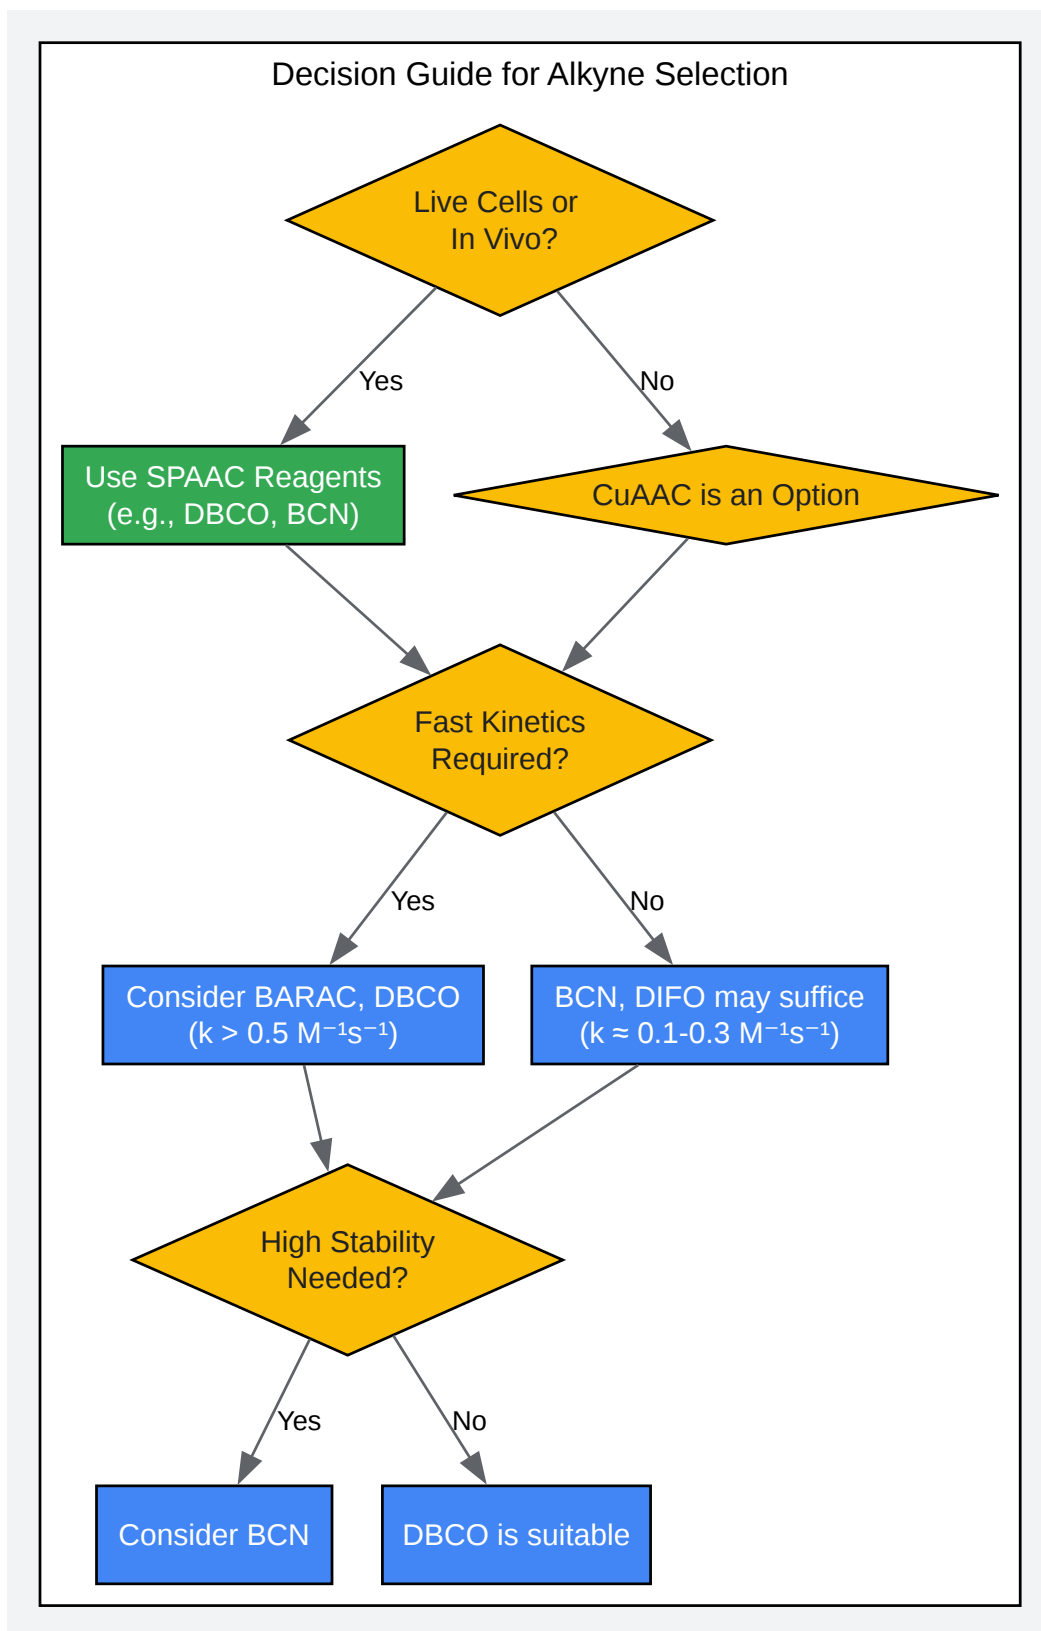 Decision Guide for Alkyne Selection
Live Cells or
In Vivo?
Yes
No
Use SPAAC Reagents
(e.g., DBCO, BCN)
CuAAC is an Option
Fast Kinetics
Required?
Yes
No
Consider BARAC, DBCO
(k > 0.5 M⁻¹s⁻¹)
BCN, DIFO may suffice
(k ≈ 0.1-0.3 M⁻¹s⁻¹)
High Stability
Needed?
Yes
No
Consider BCN
DBCO is suitable